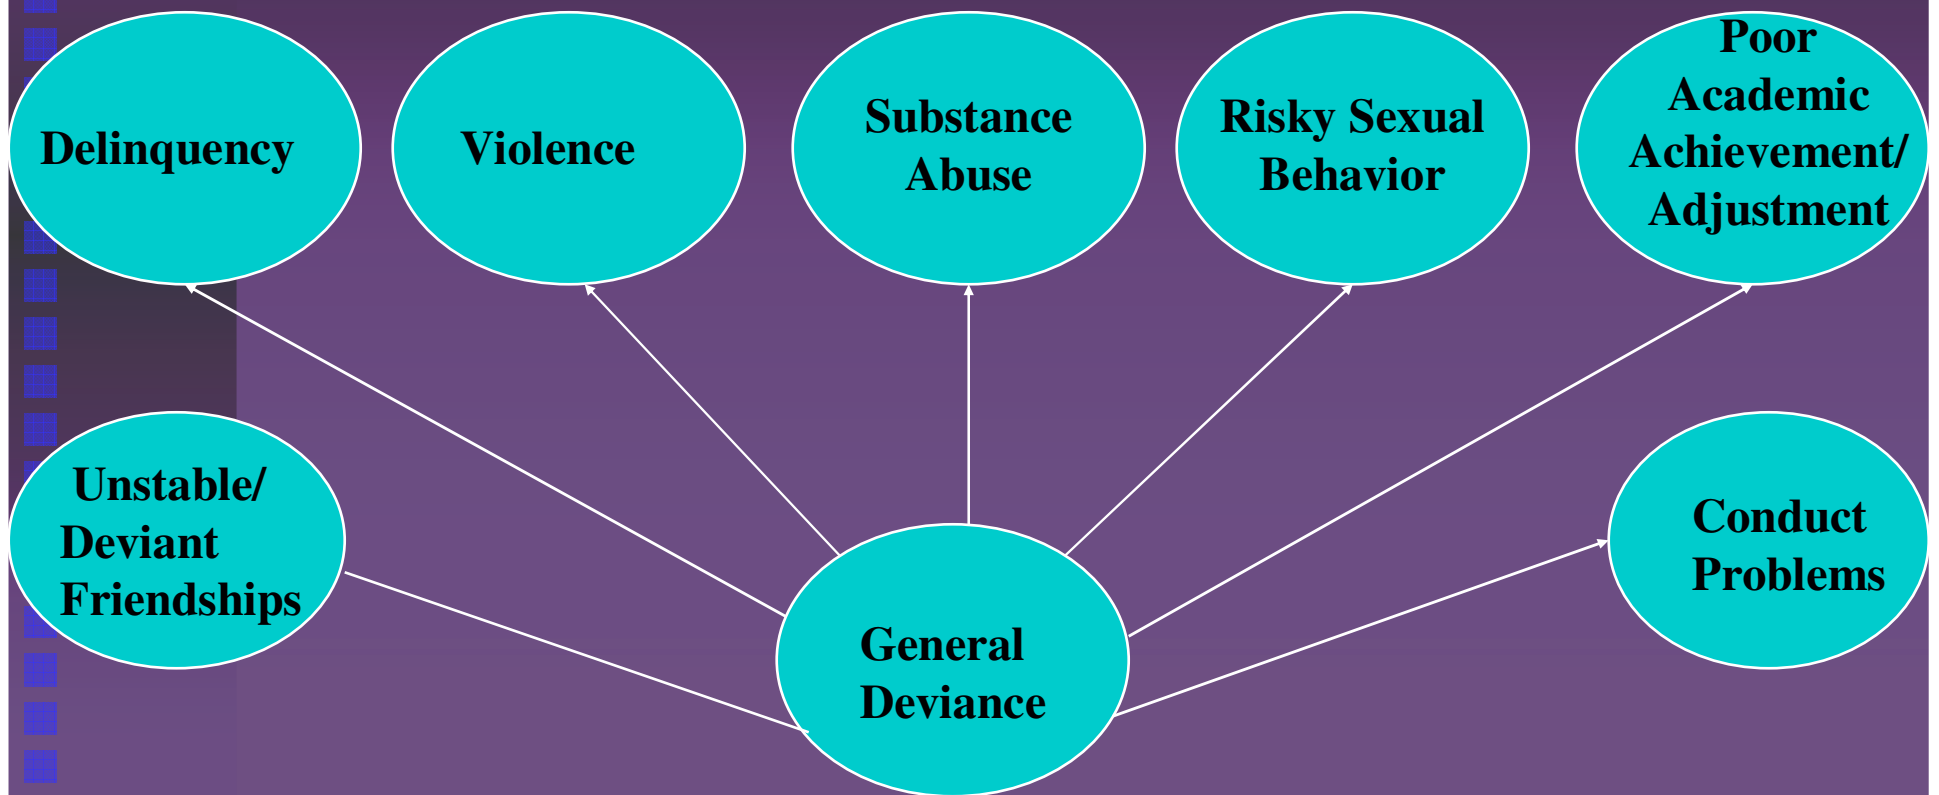 Delinquency
Violence
Substance
Abuse
Risky Sexual
Behavior
Poor
Academic
Achievement/
Adjustment
Unstable/
Deviant
Friendships
General
Deviance
Conduct
Problems